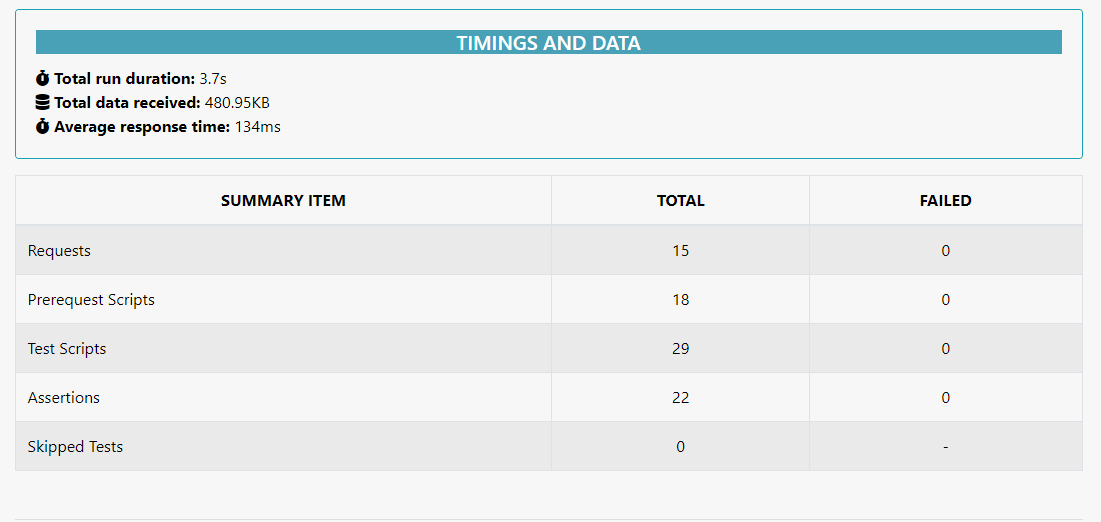 TIMINGS AND DATA
Total run duration: 3.7s
Total data received: 480.95KB
Average response time: 134ms
SUMMARY ITEM TOTAL FAILED
Requests 15 0
Prerequest Scripts 18 0
Test Scripts 29 0
Assertions 22 0
Skipped Tests 0 -